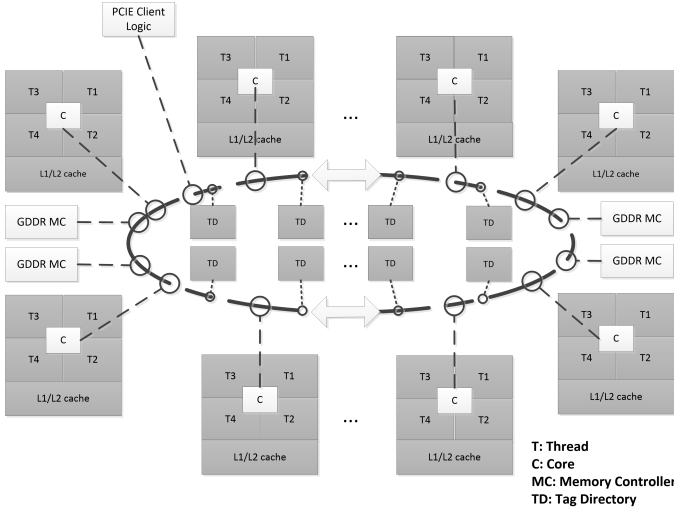 PCIE Client
Logic
T3 T1
C
T4 T2
L1/L2 cache
T3 T1
C
T4 T2
L1/L2 cache
...
T3 T1
C
T4 T2
L1/L2 cache
T3 T1
C
T4 T2
L1/L2 cache
GDDR MC
TD
TD
...
TD
TD
GDDR MC
GDDR MC
TD
TD
...
TD
TD
GDDR MC
T3 T1
C
T4 T2
L1/L2 cache
T3 T1
C
T4 T2
L1/L2 cache
...
T3 T1
C
T4 T2
L1/L2 cache
T3 T1
C
T4 T2
L1/L2 cache
T: Thread
C: Core
MC: Memory Controller
TD: Tag Directory